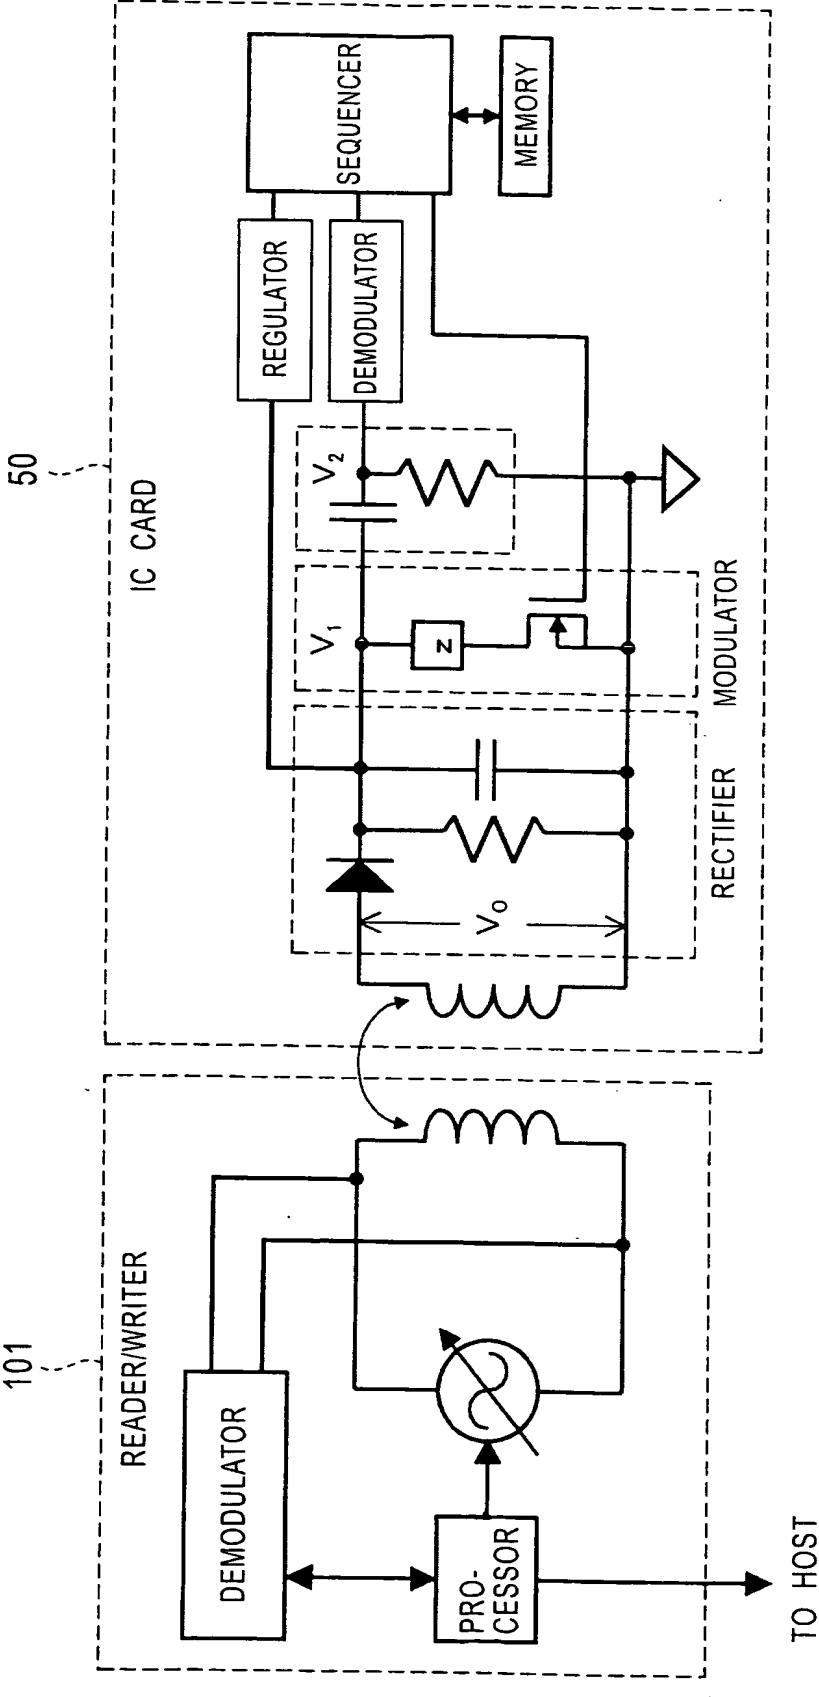 101
READER/WRITER
DEMODULATOR
PRO-
CESSOR
TO HOST
50
IC CARD
V0
RECTIFIER
V1
Z
MODULATOR
V2
REGULATOR
DEMODULATOR
SEQUENCER
MEMORY